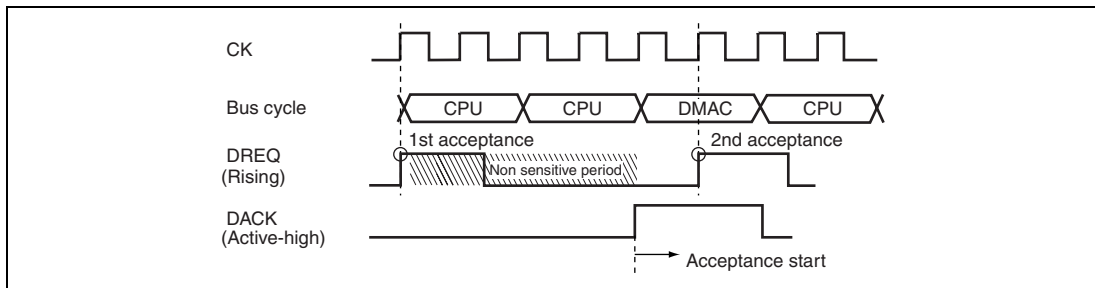 CK
Bus cycle
CPU
CPU
DMAC
CPU
1st acceptance
2nd acceptance
DREQ
(Rising)
Non sensitive period
DACK
(Active-high)
Acceptance start